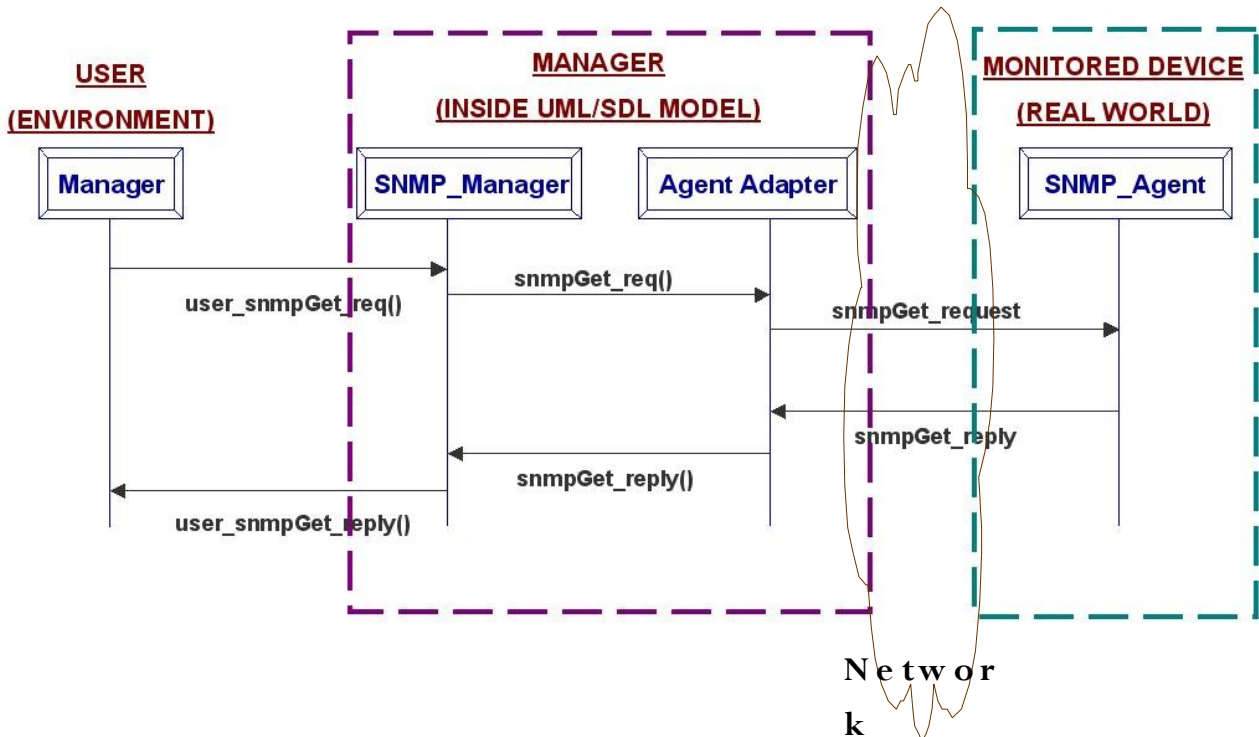 USER
(ENVIRONMENT)
MANAGER
(INSIDE UML/SDL MODEL)
MONITORED DEVICE
(REAL WORLD)
Manager
SNMP_Manager
Agent Adapter
SNMP_Agent
user_snmpGet_req()
snmpGet_req()
snmpGet_request
snmpGet_reply
snmpGet_reply()
user_snmpGet_reply()
Networ
k